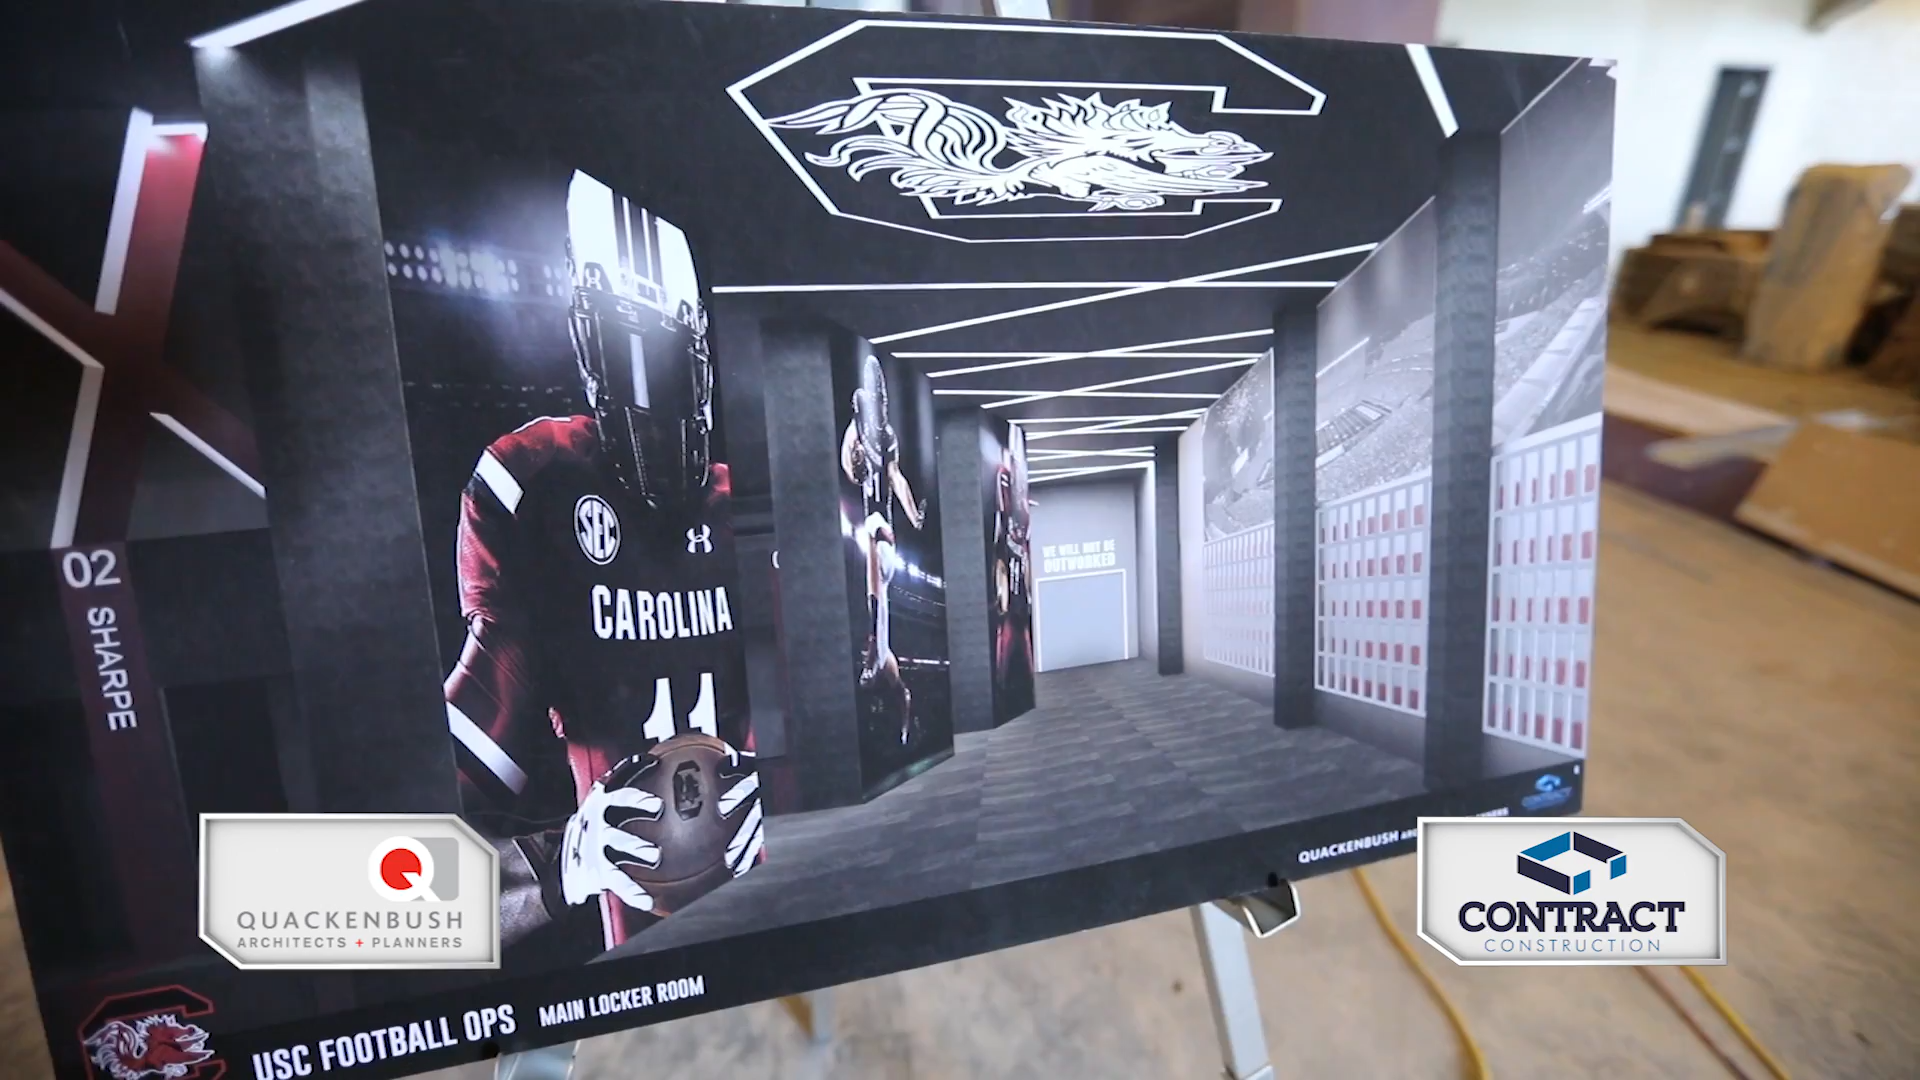 02 SHARPE
SEC
CAROLINA
11
WE WILL NOT BE
OUTWORKED
QUACKENBUSH
QUACKENBUSH
ARCHITECTS + PLANNERS
CONTRACT
CONSTRUCTION
USC FOOTBALL OPS MAIN LOCKER ROOM